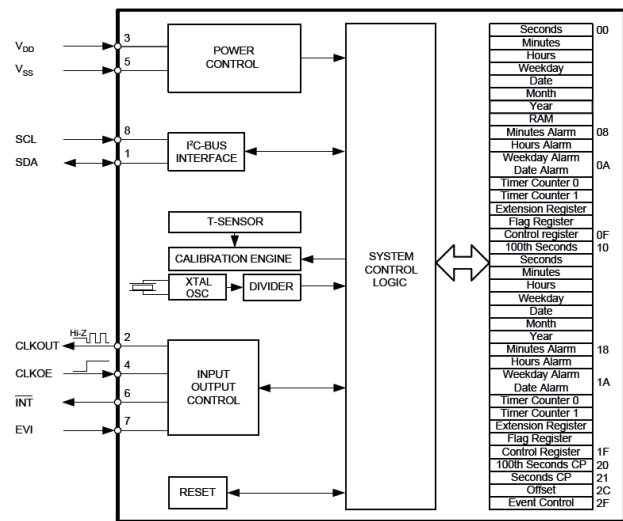 VDD
3
VSS
5
POWER
CONTROL
SCL
8
SDA
1
I²C-BUS
INTERFACE
T-SENSOR
CALIBRATION ENGINE
XTAL
OSC
DIVIDER
CLKOUT
Hi-Z
2
CLKOE
4
INT
6
EVI
7
INPUT
OUTPUT
CONTROL
RESET
SYSTEM
CONTROL
LOGIC
Seconds 00
Minutes
Hours
Weekday
Date
Month
Year
RAM
Minutes Alarm 08
Hours Alarm
Weekday Alarm
Date Alarm 0A
Timer Counter 0
Timer Counter 1
Extension Register
Flag Register
Control register 0F
100th Seconds 10
Seconds
Minutes
Hours
Weekday
Date
Month
Year
Minutes Alarm 18
Hours Alarm
Weekday Alarm
Date Alarm 1A
Timer Counter 0
Timer Counter 1
Extension Register
Flag Register
Control Register 1F
100th Seconds CP 20
Seconds CP 21
Offset 2C
Event Control 2F